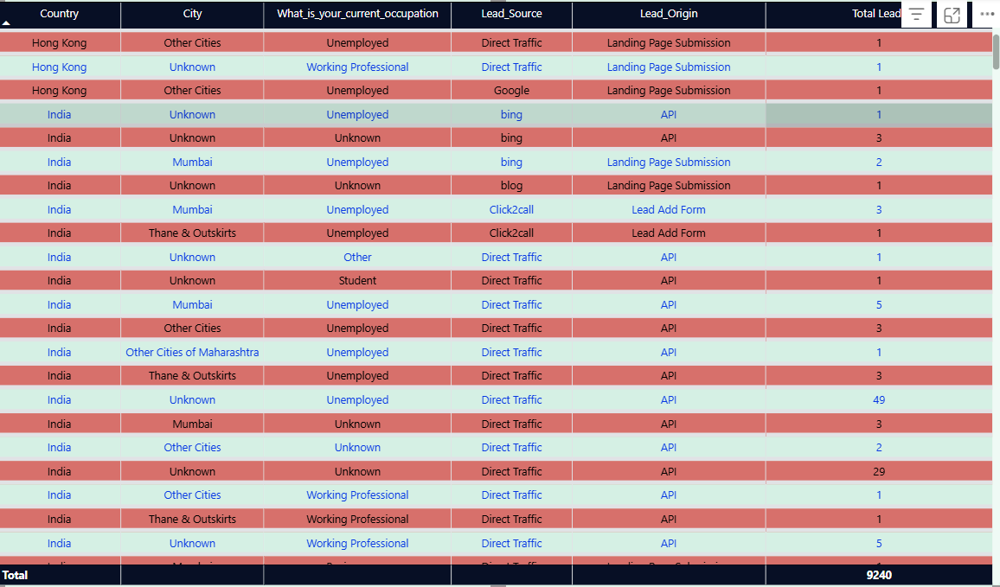 Country City What_is_your_current_occupation Lead_Source Lead_Origin Total Lead
Hong Kong Other Cities Unemployed Direct Traffic Landing Page Submission 1
Hong Kong Unknown Working Professional Direct Traffic Landing Page Submission 1
Hong Kong Other Cities Unemployed Google Landing Page Submission 1
India Unknown Unemployed bing API 1
India Unknown Unknown bing API 3
India Mumbai Unemployed bing Landing Page Submission 2
India Unknown Unknown blog Landing Page Submission 1
India Mumbai Unemployed Click2call Lead Add Form 3
India Thane & Outskirts Unemployed Click2call Lead Add Form 1
India Unknown Other Direct Traffic API 1
India Unknown Student Direct Traffic API 1
India Mumbai Unemployed Direct Traffic API 5
India Other Cities Unemployed Direct Traffic API 3
India Other Cities of Maharashtra Unemployed Direct Traffic API 1
India Thane & Outskirts Unemployed Direct Traffic API 3
India Unknown Unemployed Direct Traffic API 49
India Mumbai Unknown Direct Traffic API 3
India Other Cities Unknown Direct Traffic API 2
India Unknown Unknown Direct Traffic API 29
India Other Cities Working Professional Direct Traffic API 1
India Thane & Outskirts Working Professional Direct Traffic API 1
India Unknown Working Professional Direct Traffic API 5
Total 9240